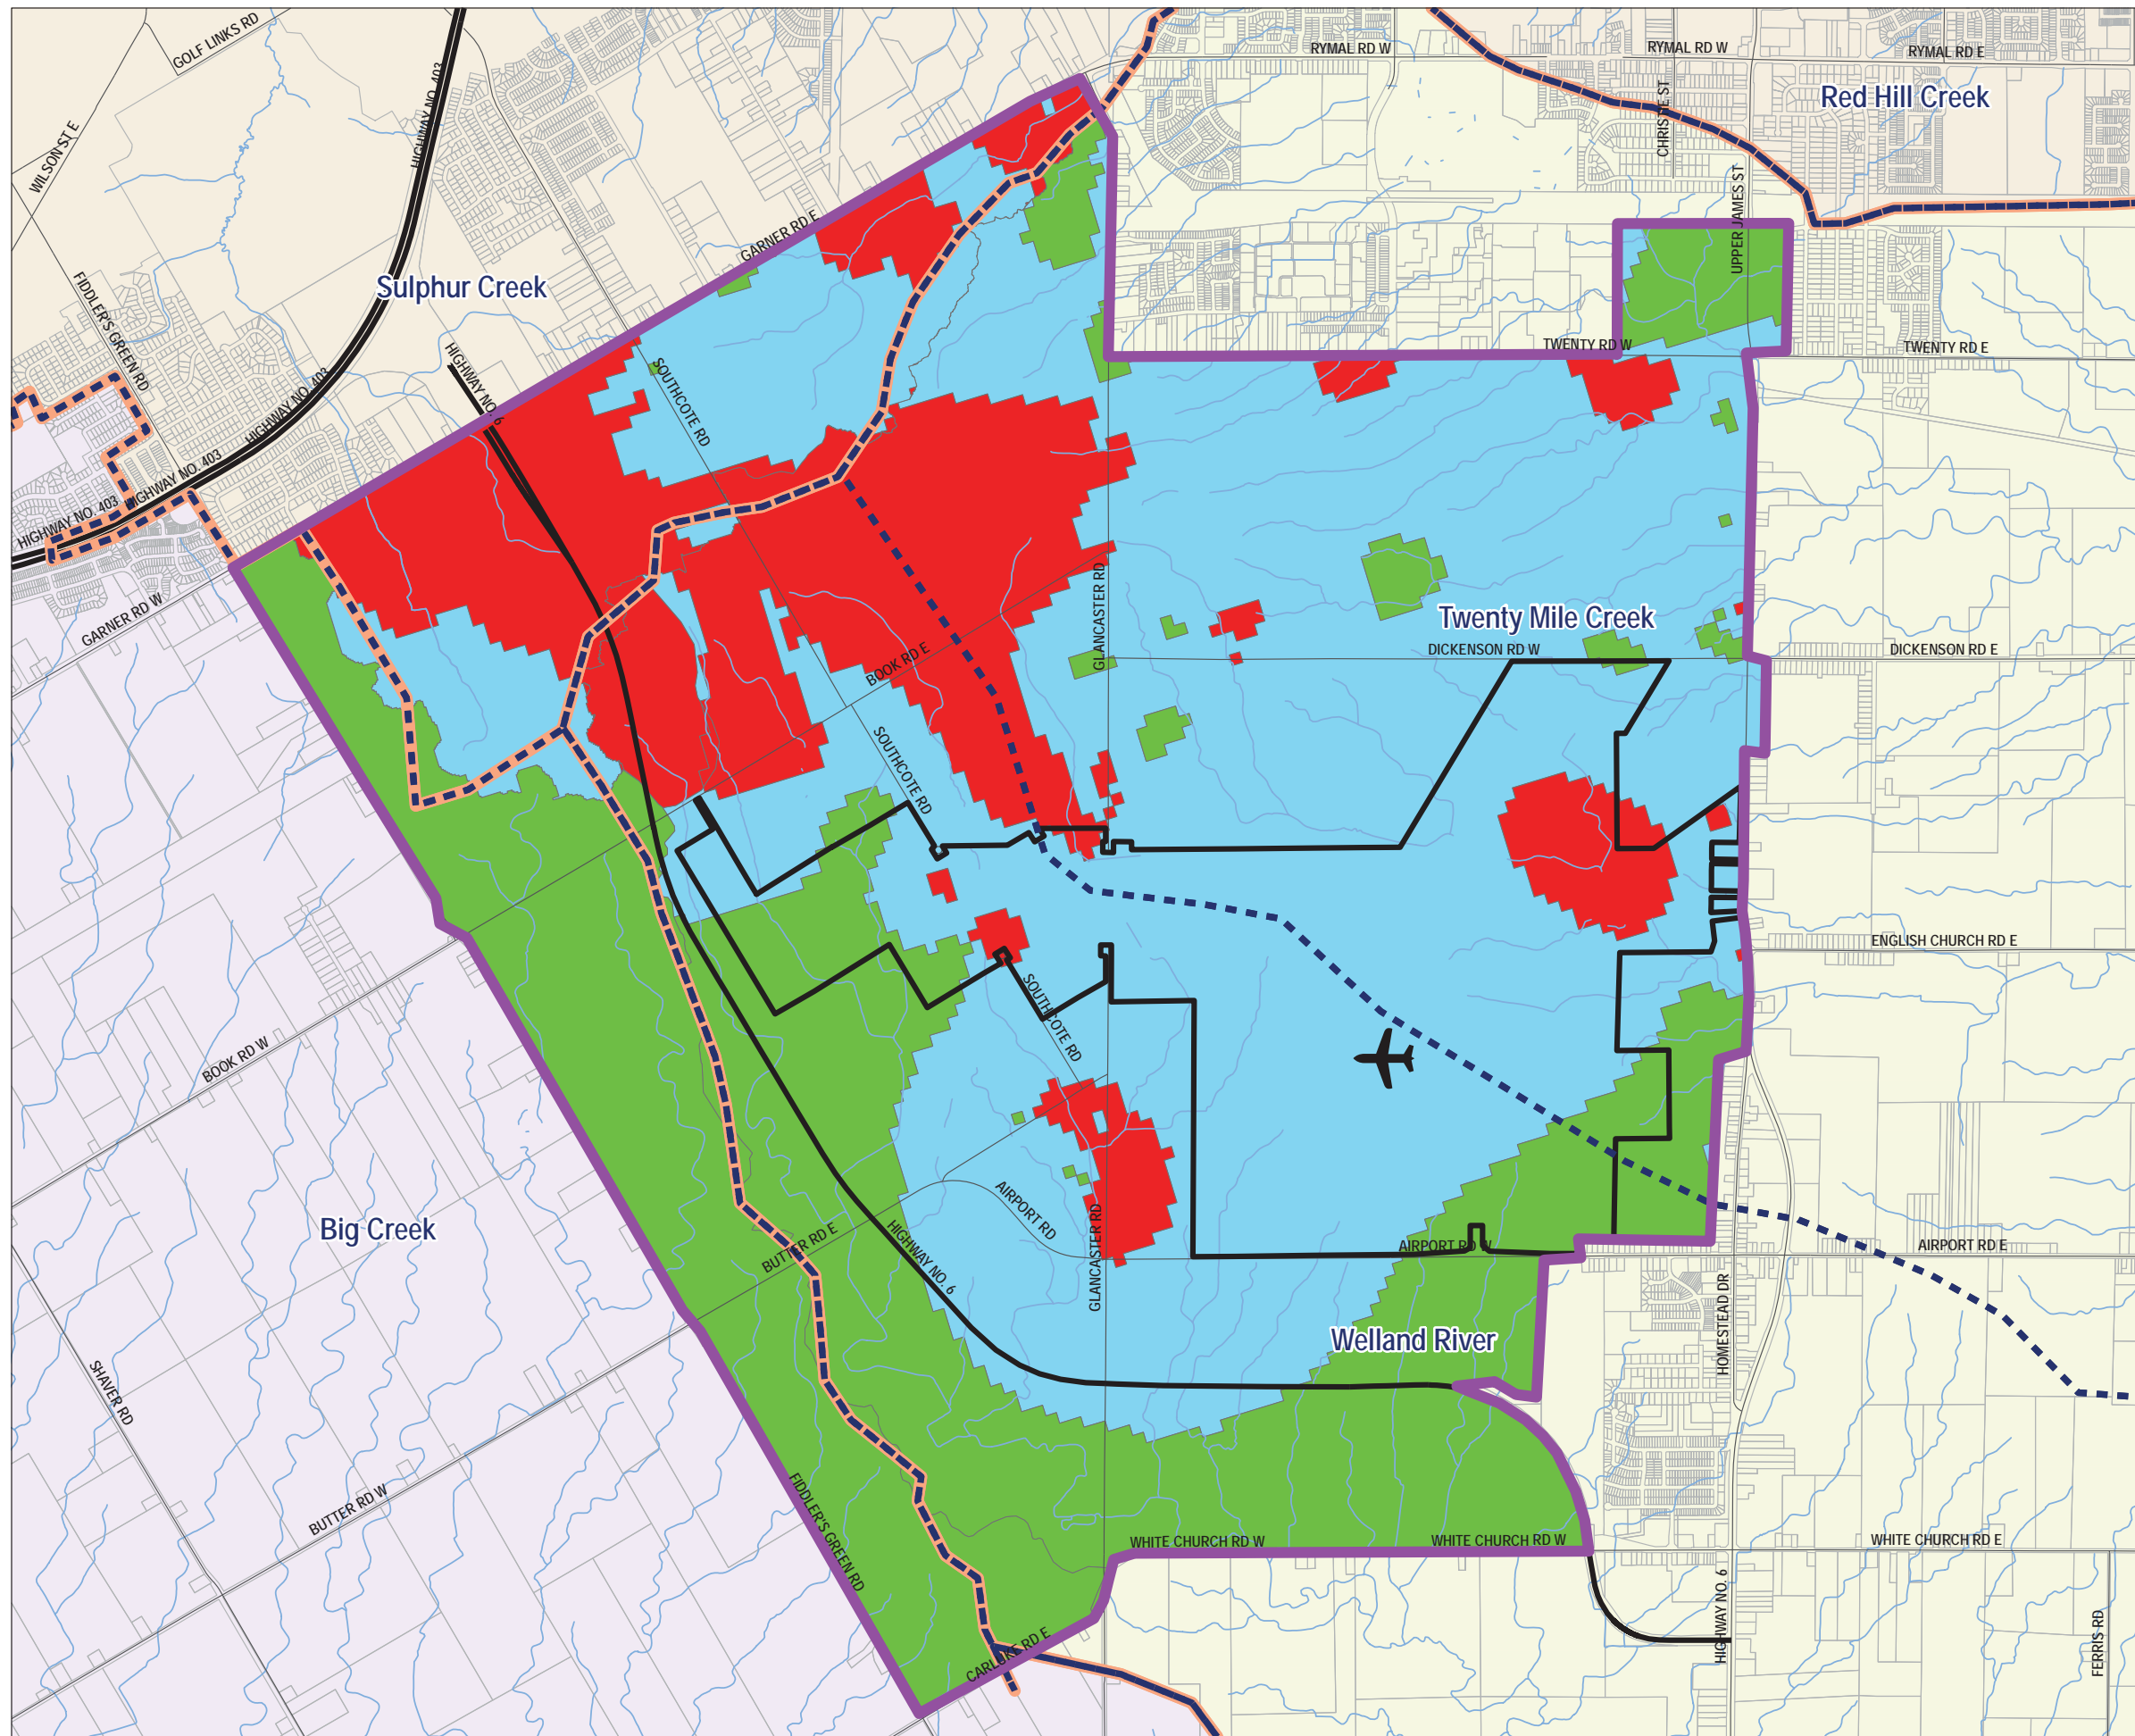 GOLF LINKS RD
WILSON ST E
HIGHWAY NO. 403
RYMAL RD W
RYMAL RD W
RYMAL RD E
Red Hill Creek
CHRISTIE ST
UPPER JAMES ST
GARNER RD E
Sulphur Creek
FIDDLER'S GREEN RD
HIGHWAY NO. 6
SOUTHCOTE RD
TWENTY RD W
TWENTY RD E
HIGHWAY NO. 403
HIGHWAY NO. 403
HIGHWAY NO. 403
GARNER RD W
GLANCASTER RD
Twenty Mile Creek
DICKENSON RD W
DICKENSON RD E
BOOK RD E
SOUTHCOTE RD
ENGLISH CHURCH RD E
SOUTHCOTE RD
BOOK RD W
Big Creek
AIRPORT RD
BUTTER RD E
HIGHWAY NO. 6
GLANCASTER RD
AIRPORT RD W
AIRPORT RD E
HOMESTEAD DR
Welland River
SHAVER RD
BUTTER RD W
FIDDLER'S GREEN RD
WHITE CHURCH RD W
WHITE CHURCH RD W
WHITE CHURCH RD E
HIGHWAY NO. 6
FERRIS RD
CARLUKE RD E